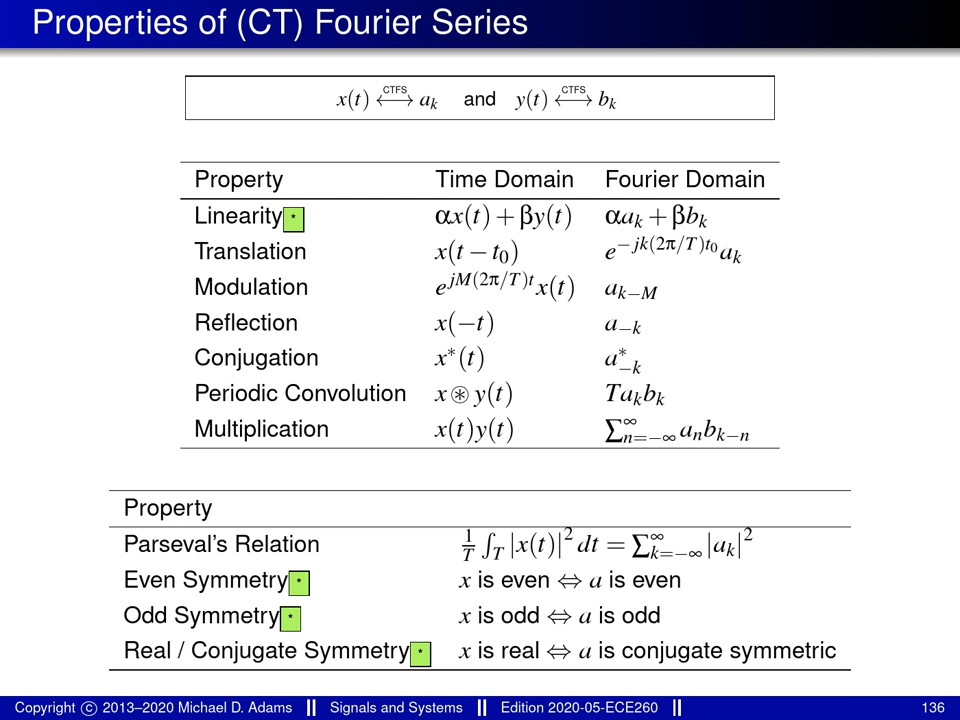 Properties of (CT) Fourier Series
x(t) ⟷^{CTFS} a_k and y(t) ⟷^{CTFS} b_k
Property Time Domain Fourier Domain
Linearity ⋆ αx(t) + βy(t) αa_k + βb_k
Translation x(t − t_0) e^{−jk(2π/T)t_0} a_k
Modulation e^{jM(2π/T)t} x(t) a_{k−M}
Reflection x(−t) a_{−k}
Conjugation x^*(t) a^*_{−k}
Periodic Convolution x ⊛ y(t) Ta_k b_k
Multiplication x(t)y(t) ∑_{n=−∞}^{∞} a_n b_{k−n}
Property
Parseval's Relation \frac{1}{T} ∫_T |x(t)|^2 dt = ∑_{k=−∞}^{∞} |a_k|^2
Even Symmetry ⋆ x is even ⇔ a is even
Odd Symmetry ⋆ x is odd ⇔ a is odd
Real / Conjugate Symmetry ⋆ x is real ⇔ a is conjugate symmetric
Copyright © 2013–2020 Michael D. Adams Signals and Systems Edition 2020-05-ECE260 136